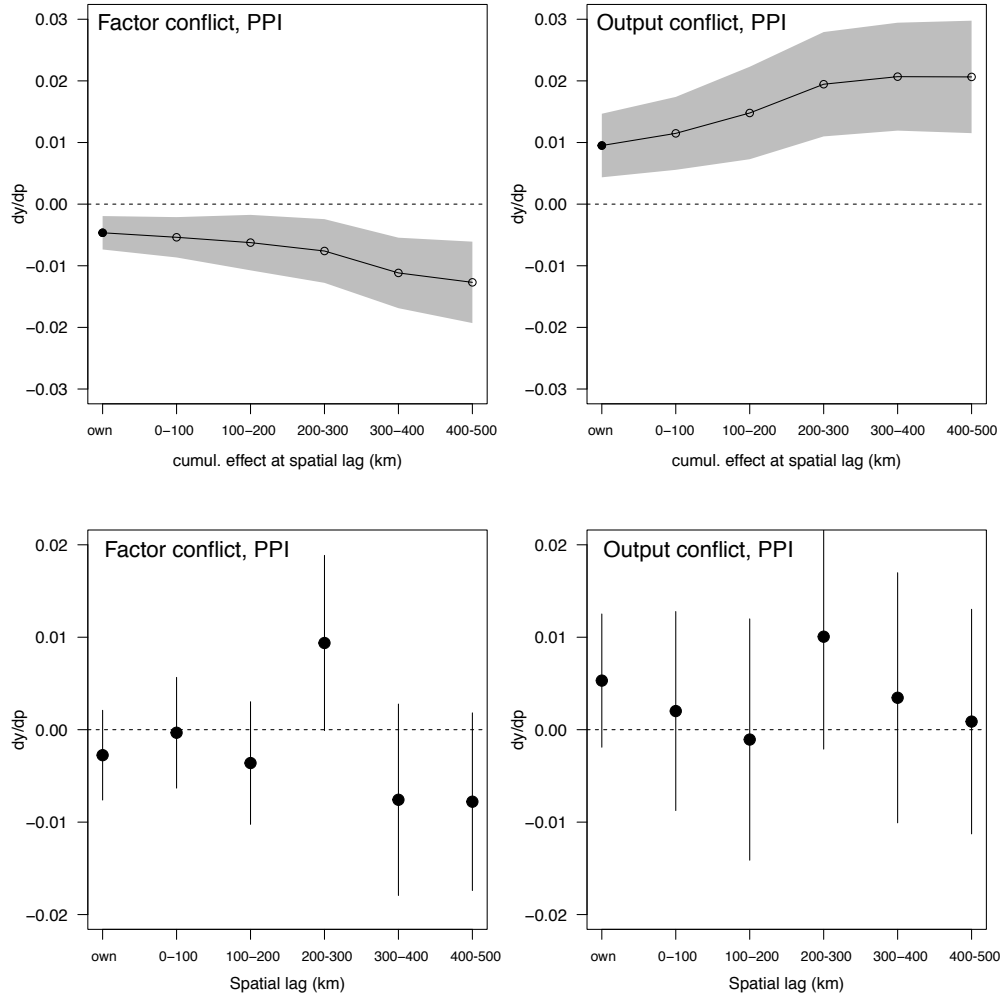 Factor conflict, PPI
0.03
0.02
0.01
0.00
−0.01
−0.02
−0.03
dy/dp
own 0−100 100−200 200-300 300−400 400-500
cumul. effect at spatial lag (km)
Output conflict, PPI
0.03
0.02
0.01
0.00
−0.01
−0.02
−0.03
dy/dp
own 0−100 100−200 200-300 300−400 400-500
cumul. effect at spatial lag (km)
Factor conflict, PPI
0.02
0.01
0.00
−0.01
−0.02
dy/dp
own 0−100 100−200 200-300 300−400 400-500
Spatial lag (km)
Output conflict, PPI
0.02
0.01
0.00
−0.01
−0.02
dy/dp
own 0−100 100−200 200-300 300−400 400-500
Spatial lag (km)